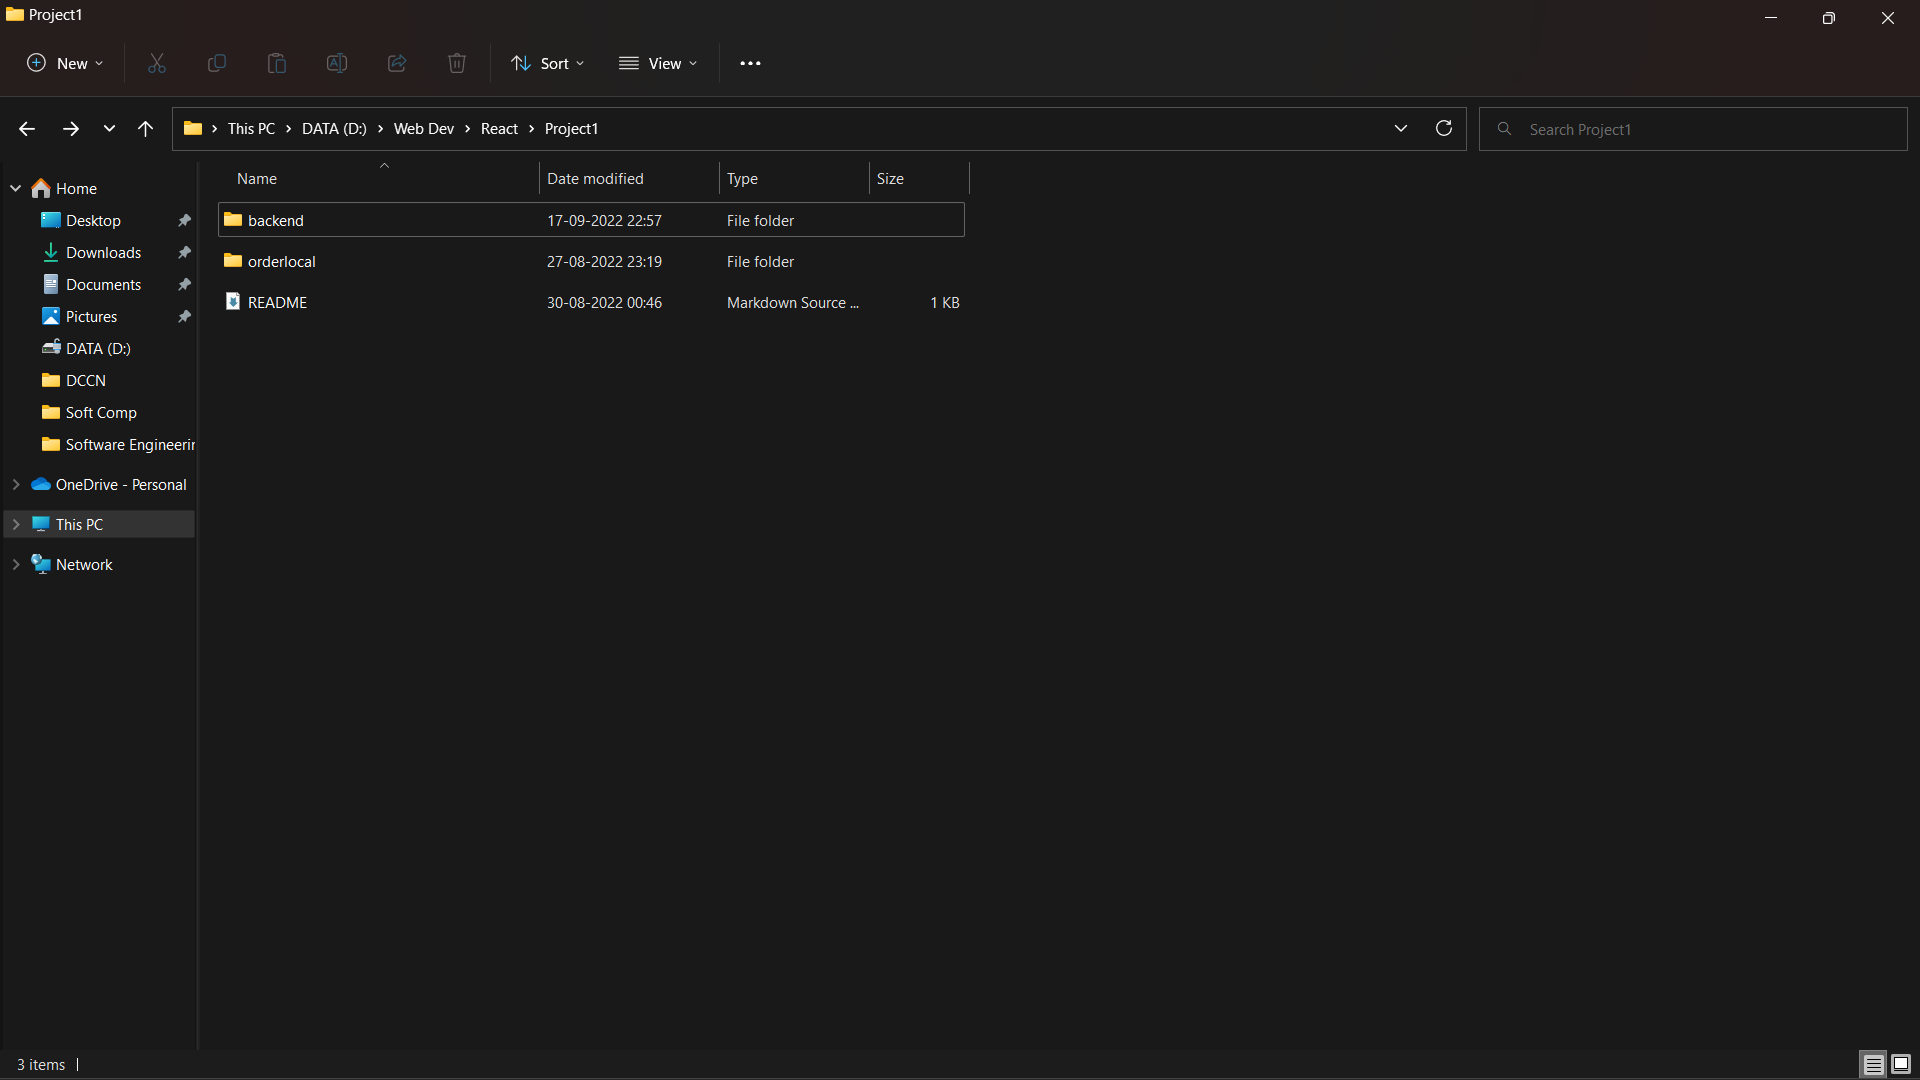 Project1
New
Sort
View
This PC > DATA (D:) > Web Dev > React > Project1
Search Project1
Name Date modified Type Size
backend 17-09-2022 22:57 File folder
orderlocal 27-08-2022 23:19 File folder
README 30-08-2022 00:46 Markdown Source ... 1 KB
Home
Desktop
Downloads
Documents
Pictures
DATA (D:)
DCCN
Soft Comp
Software Engineerin
OneDrive - Personal
This PC
Network
3 items